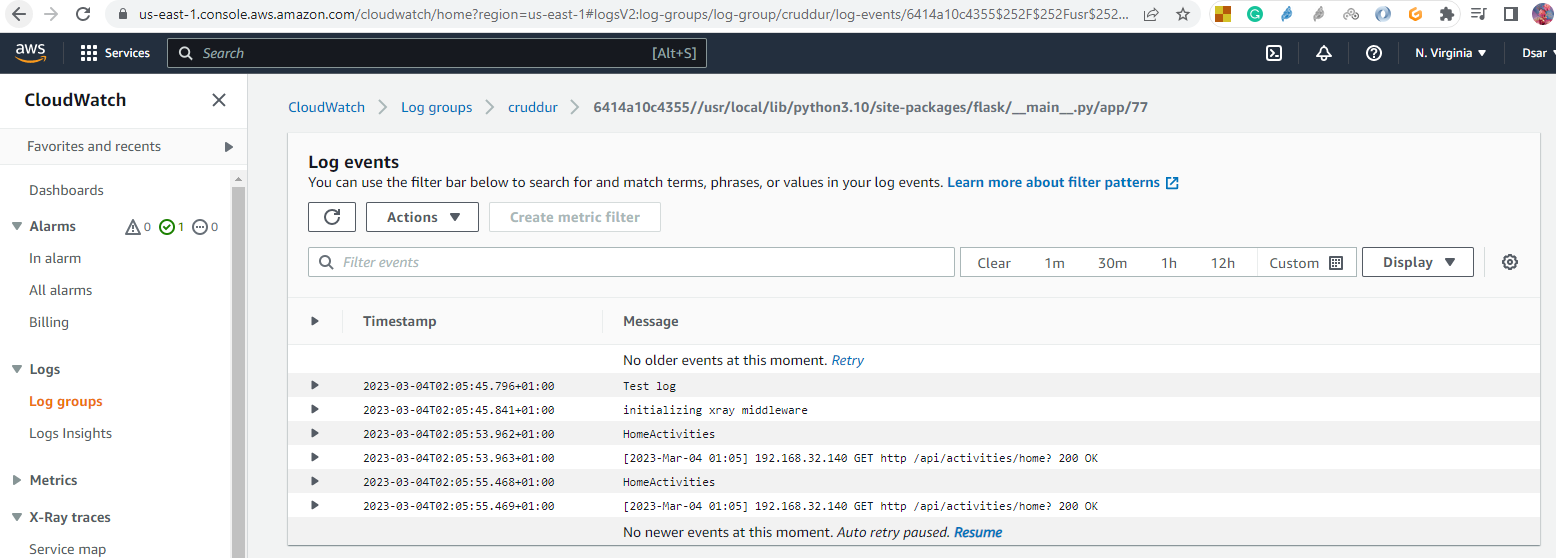 us-east-1.console.aws.amazon.com/cloudwatch/home?region=us-east-1#logsV2:log-groups/log-group/cruddur/log-events/6414a10c4355$252F$252Fusr$252...
aws Services Search [Alt+S] N. Virginia Dsar
CloudWatch
Favorites and recents
Dashboards
Alarms 0 1 0
In alarm
All alarms
Billing
Logs
Log groups
Logs Insights
Metrics
X-Ray traces
Service map
CloudWatch Log groups cruddur 6414a10c4355//usr/local/lib/python3.10/site-packages/flask/__main__.py/app/77
Log events
You can use the filter bar below to search for and match terms, phrases, or values in your log events. Learn more about filter patterns
Actions Create metric filter
Filter events Clear 1m 30m 1h 12h Custom Display
Timestamp Message
No older events at this moment. Retry
2023-03-04T02:05:45.796+01:00 Test log
2023-03-04T02:05:45.841+01:00 initializing xray middleware
2023-03-04T02:05:53.962+01:00 HomeActivities
2023-03-04T02:05:53.963+01:00 [2023-Mar-04 01:05] 192.168.32.140 GET http /api/activities/home? 200 OK
2023-03-04T02:05:55.468+01:00 HomeActivities
2023-03-04T02:05:55.469+01:00 [2023-Mar-04 01:05] 192.168.32.140 GET http /api/activities/home? 200 OK
No newer events at this moment. Auto retry paused. Resume